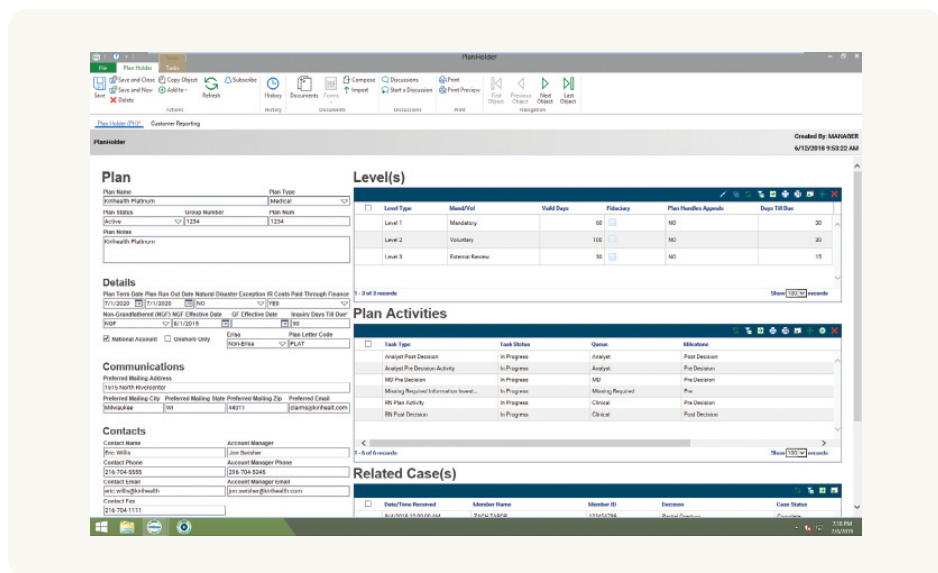 PlanHolder
File Plan Holder Tasks
Save Save and Close Copy Object Subscribe
Save and New Add to
Delete Refresh History Documents Forms
Compose Discussions Print
Import Start a Discussion Print Preview
First Object Previous Object Next Object Last Object
Actions History Documents Discussions Print Navigation
Plan Holder (PH)* Customer Reporting
PlanHolder
Created By: MANAGER
6/12/2018 9:53:22 AM
Plan
Plan Name Plan Type
Kinhealth Platinum Medical
Plan Status Group Number Plan Num
Active 1234 1234
Plan Notes
Kinhealth Platinum
Details
Plan Term Date Plan Run Out Date Natural Disaster Exception IR Costs Paid Through Finance
7/1/2020 7/1/2020 NO YES
Non-Grandfathered (NGF) NGF Effective Date GF Effective Date Inquiry Days Till Due*
NGF 8/1/2015 90
National Account Onshore Only Erisa Plan Letter Code
Non-Erisa PLAT
Communications
Preferred Mailing Address
1515 North Rivercenter
Preferred Mailing City Preferred Mailing State Preferred Mailing Zip Preferred Email
Milwaukee WI 44011 claims@kinhealt.com
Contacts
Contact Name Account Manager
Eric Willis Jon Swisher
Contact Phone Account Manager Phone
216-704-5555 216-704-5345
Contact Email Account Manager Email
eric.willis@kinhealth jon.swisher@kinhealth.com
Contact Fax
216-704-1111
Level(s)
Level Type Mand/Vol Valid Days Fiduciary Plan Handles Appeals Days Till Due
Level 1 Mandatory 60 NO 30
Level 2 Voluntary 100 NO 30
Level 3 External Review 50 NO 15
1 - 3 of 3 records Show 100 records
Plan Activities
Task Type Task Status Queue Milestone
Analyst Post Decision In Progress Analyst Post Decision
Analyst Pre Decision Activity In Progress Analyst Pre Decision
MD Pre Decision In Progress MD Pre Decision
Missing Required Information Invest... In Progress Missing Required Pre
RN Plan Activity In Progress Clinical Pre Decision
RN Post Decision In Progress Clinical Post Decision
1 - 6 of 6 records Show 100 records
Related Case(s)
Date/Time Received Member Name Member ID Decision Case Status
7:18 PM